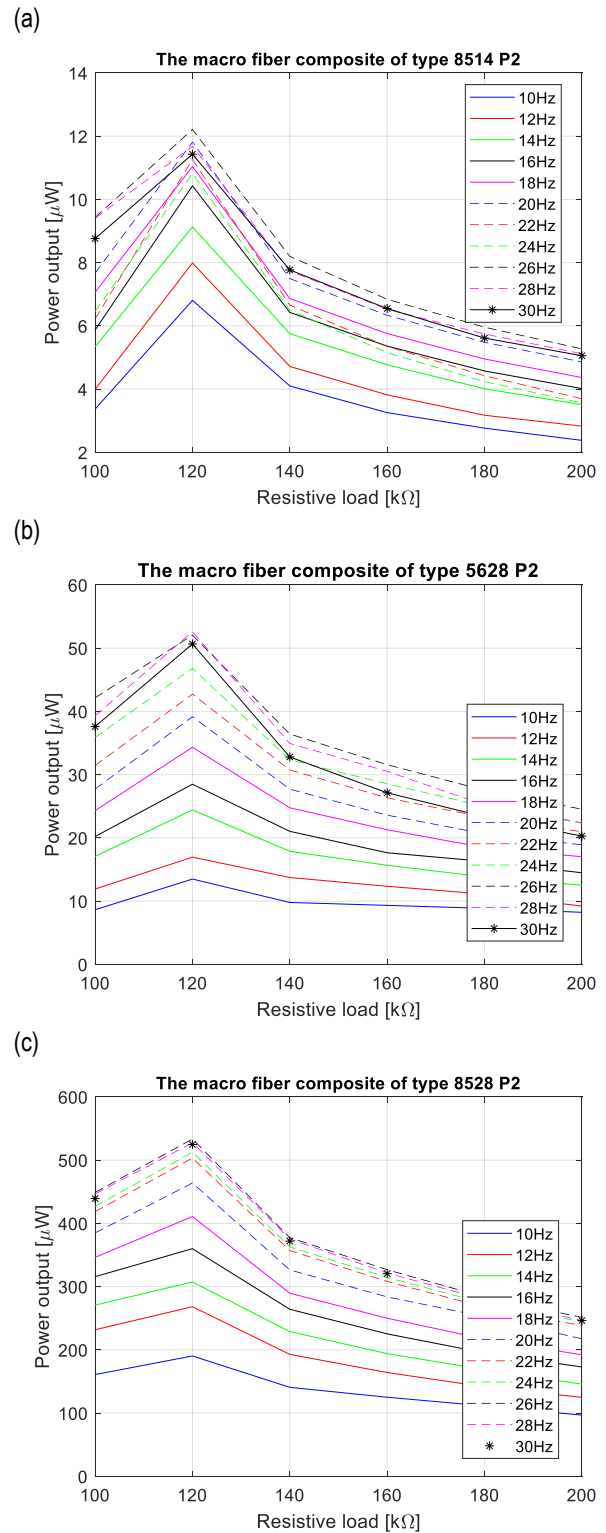 (a)
The macro fiber composite of type 8514 P2
14
12
10
8
6
4
2
Power output [μW]
10Hz
12Hz
14Hz
16Hz
18Hz
20Hz
22Hz
24Hz
26Hz
28Hz
30Hz
100 120 140 160 180 200
Resistive load [kΩ]
(b)
The macro fiber composite of type 5628 P2
60
50
40
30
20
10
0
Power output [μW]
10Hz
12Hz
14Hz
16Hz
18Hz
20Hz
22Hz
24Hz
26Hz
28Hz
30Hz
100 120 140 160 180 200
Resistive load [kΩ]
(c)
The macro fiber composite of type 8528 P2
600
500
400
300
200
100
0
Power output [μW]
10Hz
12Hz
14Hz
16Hz
18Hz
20Hz
22Hz
24Hz
26Hz
28Hz
30Hz
100 120 140 160 180 200
Resistive load [kΩ]